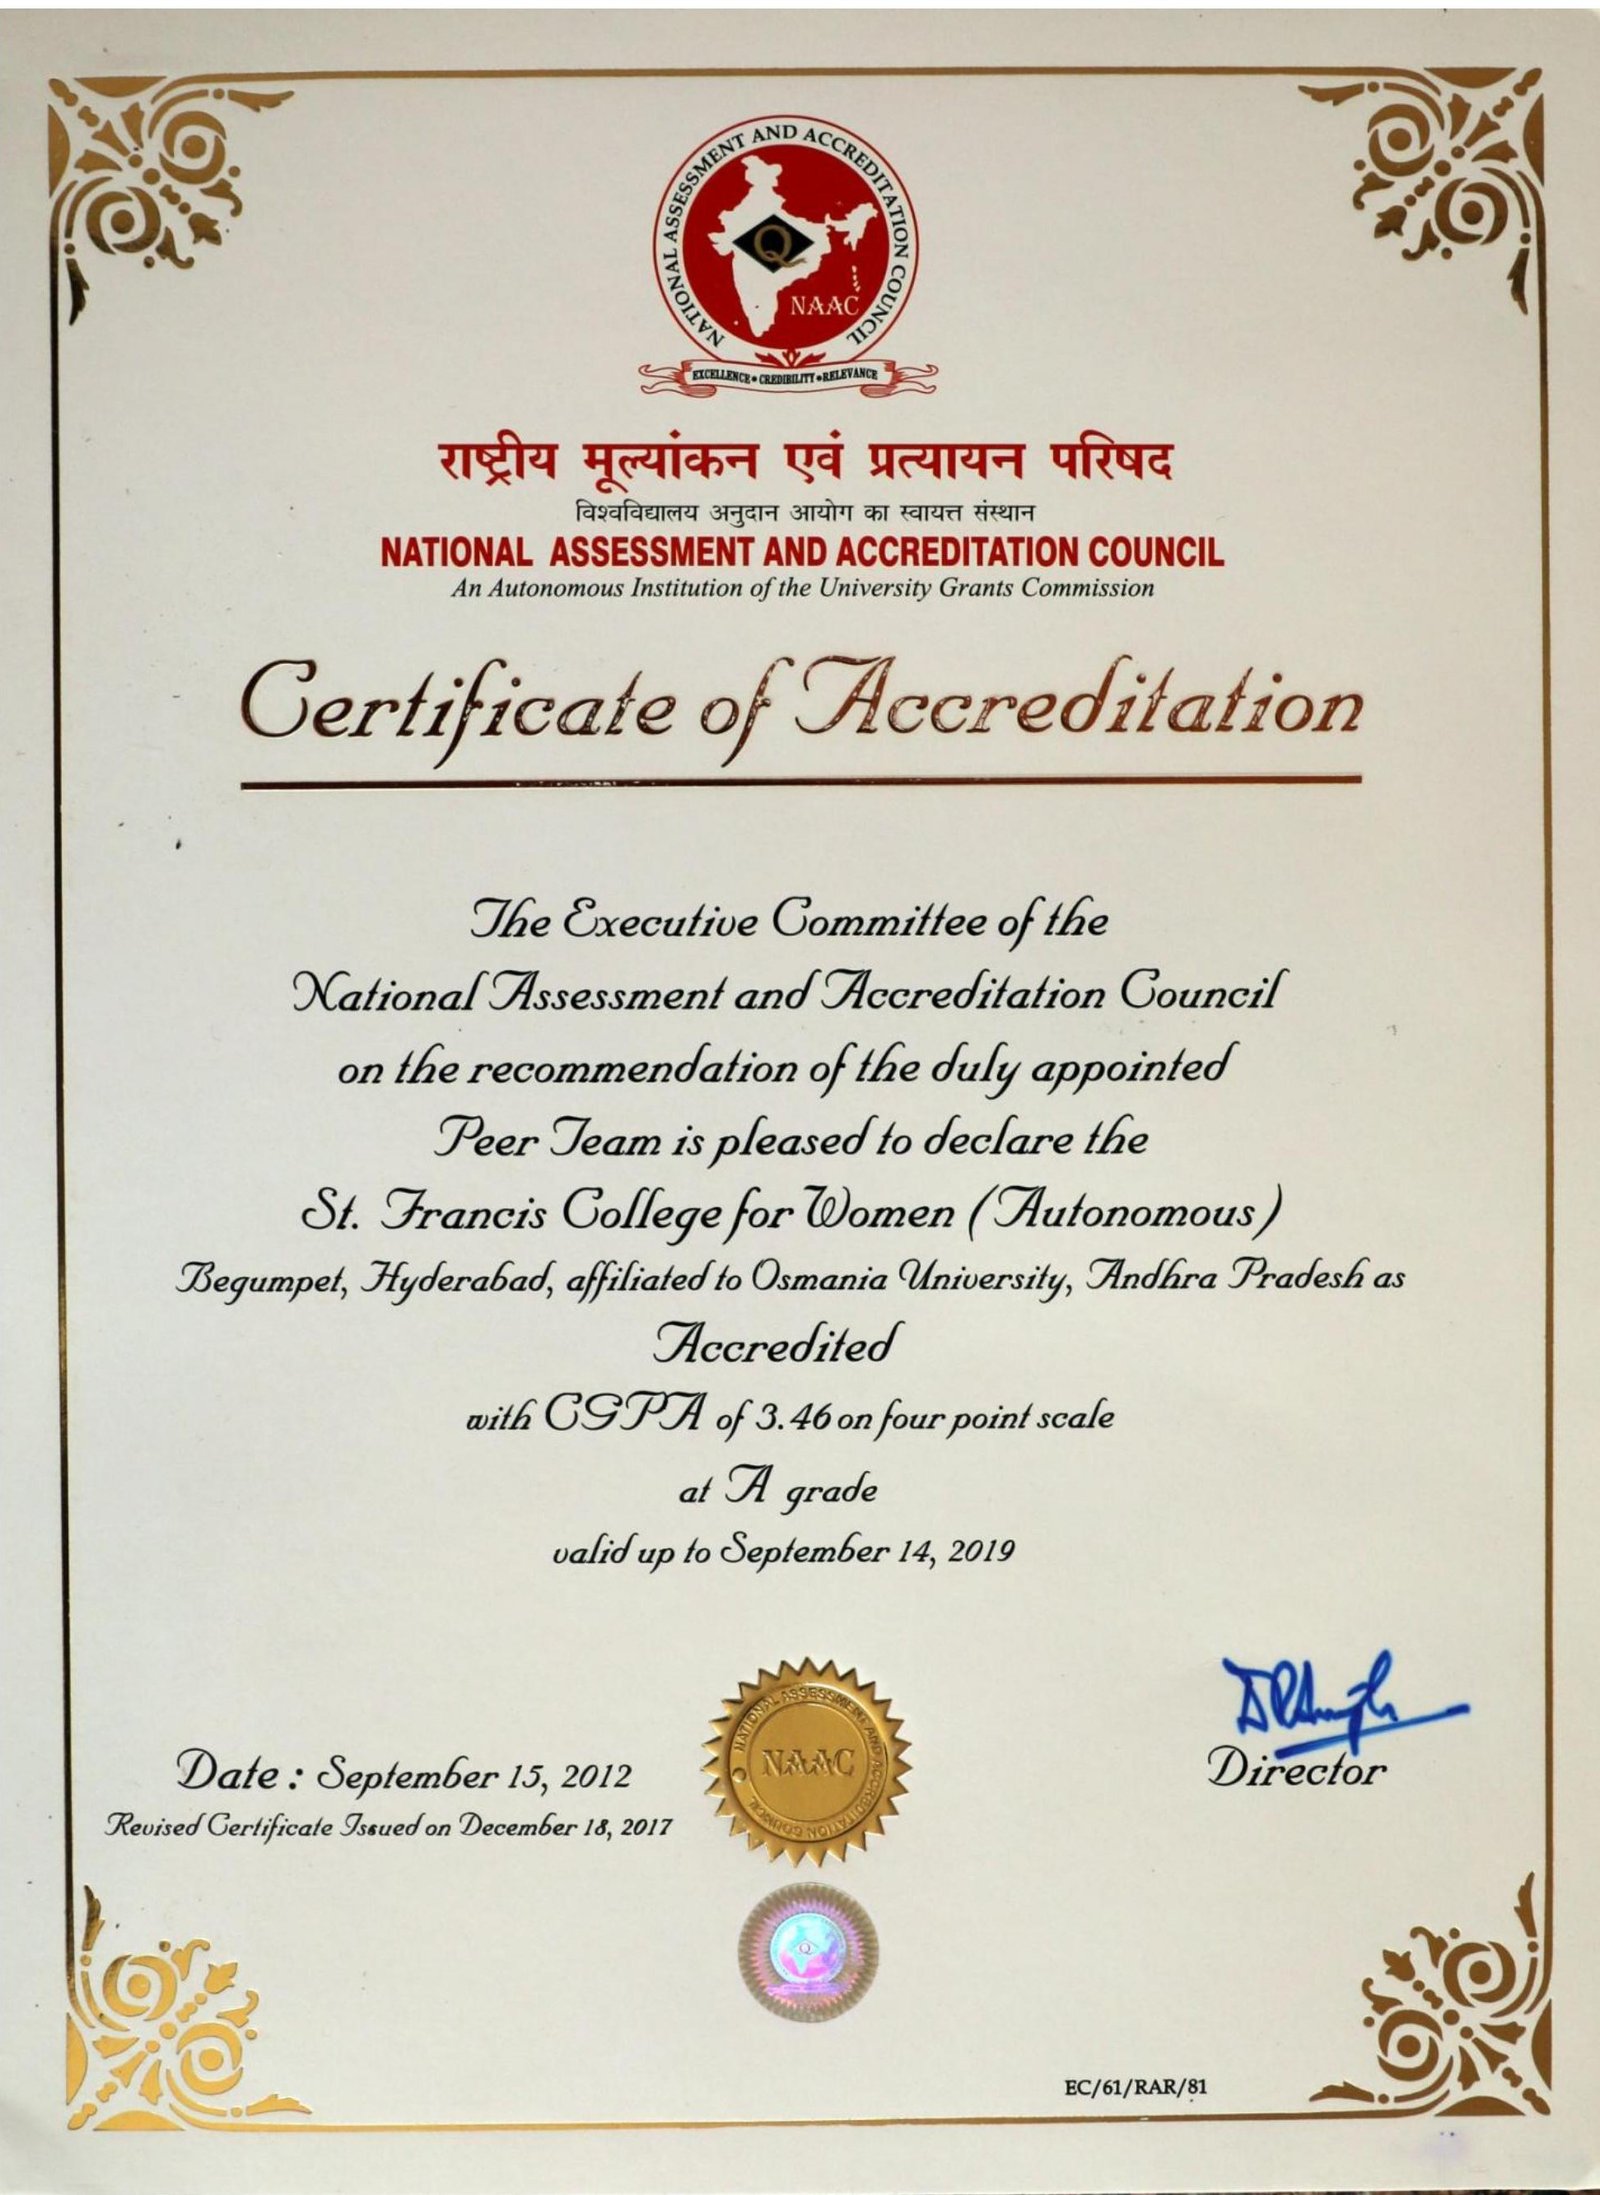 NATIONAL ASSESSMENT AND ACCREDITATION COUNCIL
Q
NAAC
EXCELLENCE • CREDIBILITY • RELEVANCE
राष्ट्रीय मूल्यांकन एवं प्रत्यायन परिषद
विश्वविद्यालय अनुदान आयोग का स्वायत्त संस्थान
NATIONAL ASSESSMENT AND ACCREDITATION COUNCIL
An Autonomous Institution of the University Grants Commission
Certificate of Accreditation
The Executive Committee of the
National Assessment and Accreditation Council
on the recommendation of the duly appointed
Peer Team is pleased to declare the
St. Francis College for Women (Autonomous)
Begumpet, Hyderabad, affiliated to Osmania University, Andhra Pradesh as
Accredited
with CGPA of 3.46 on four point scale
at A grade
valid up to September 14, 2019
Date : September 15, 2012
Revised Certificate Issued on December 18, 2017
NATIONAL ASSESSMENT AND ACCREDITATION COUNCIL
NAAC
Director
Q
EC/61/RAR/81